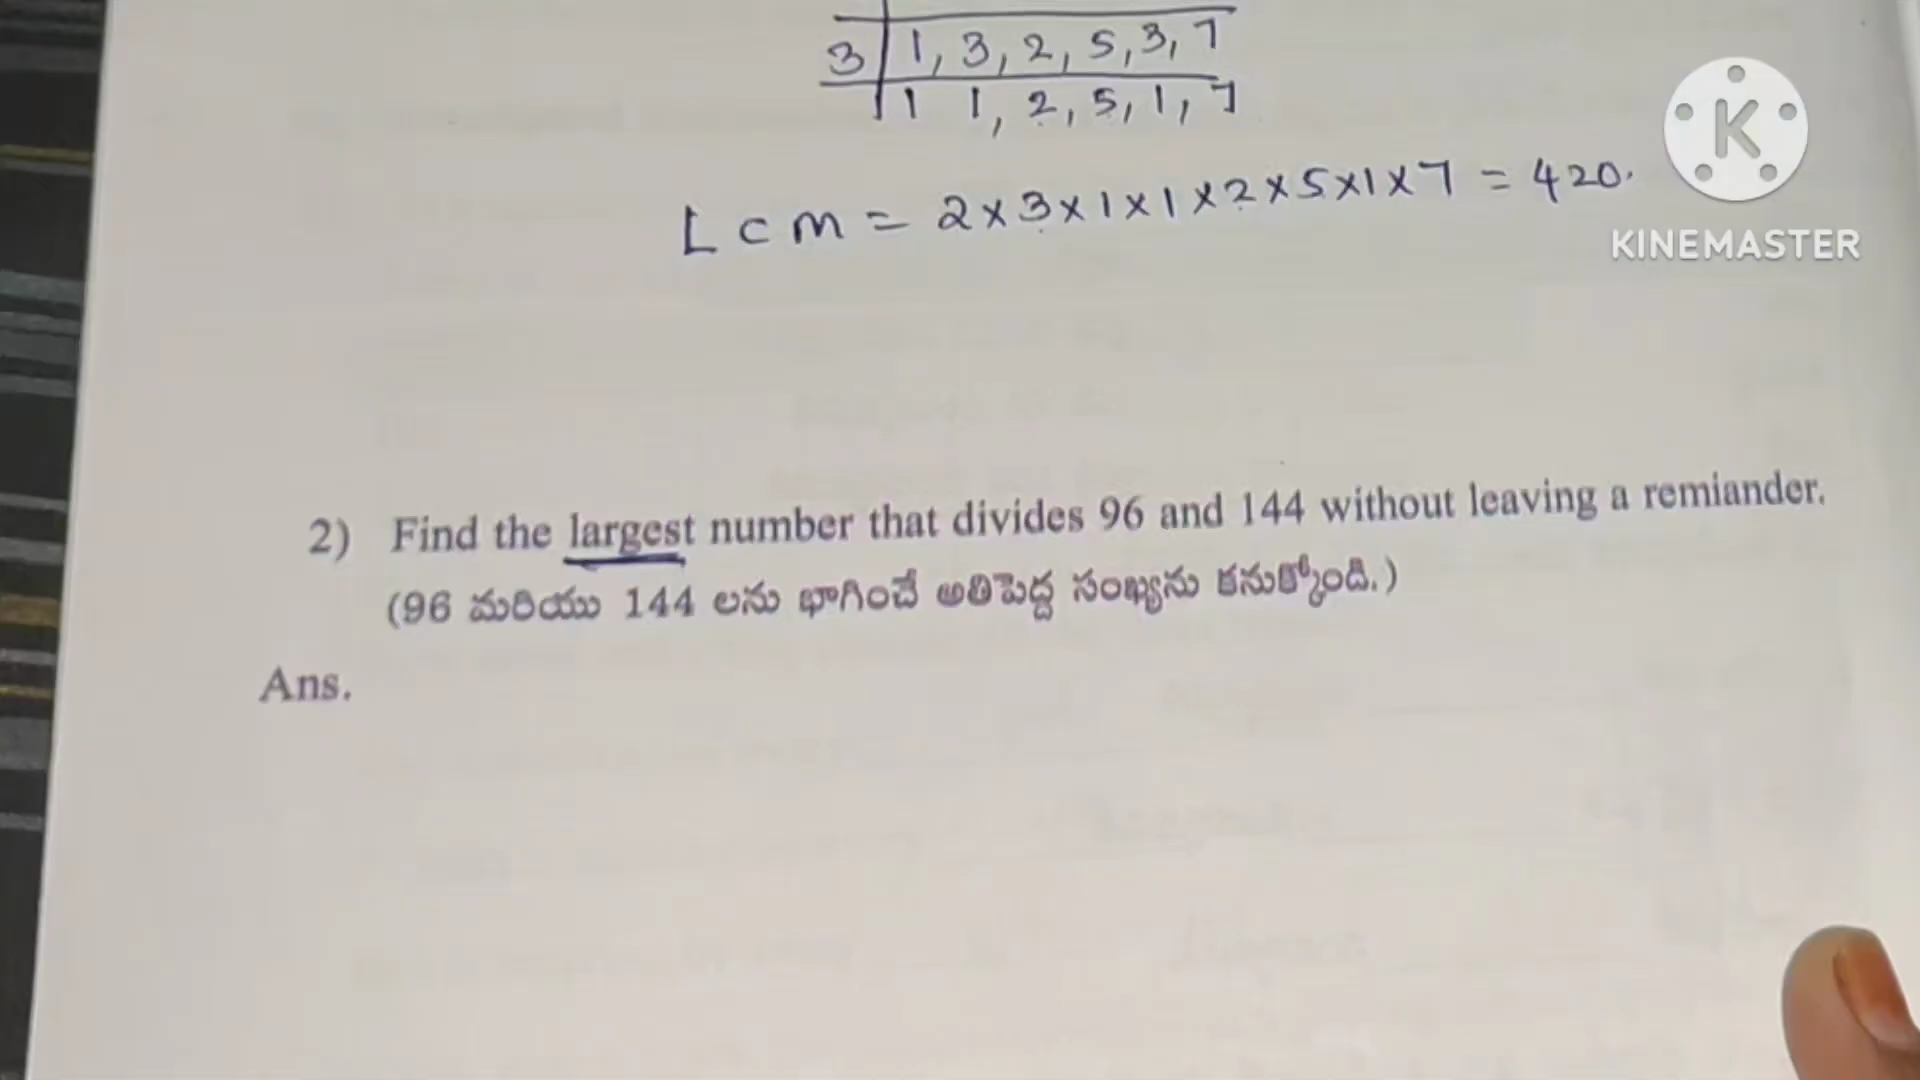 3 | 1, 3, 2, 5, 3, 7
1 1, 2, 5, 1, 7
K
LCM = 2×3×1×1×2×5×1×7 = 420.
KINEMASTER
2) Find the largest number that divides 96 and 144 without leaving a remiander.
(96 మరియు 144 లను భాగించే అతిపెద్ద సంఖ్యను కనుక్కోండి.)
Ans.